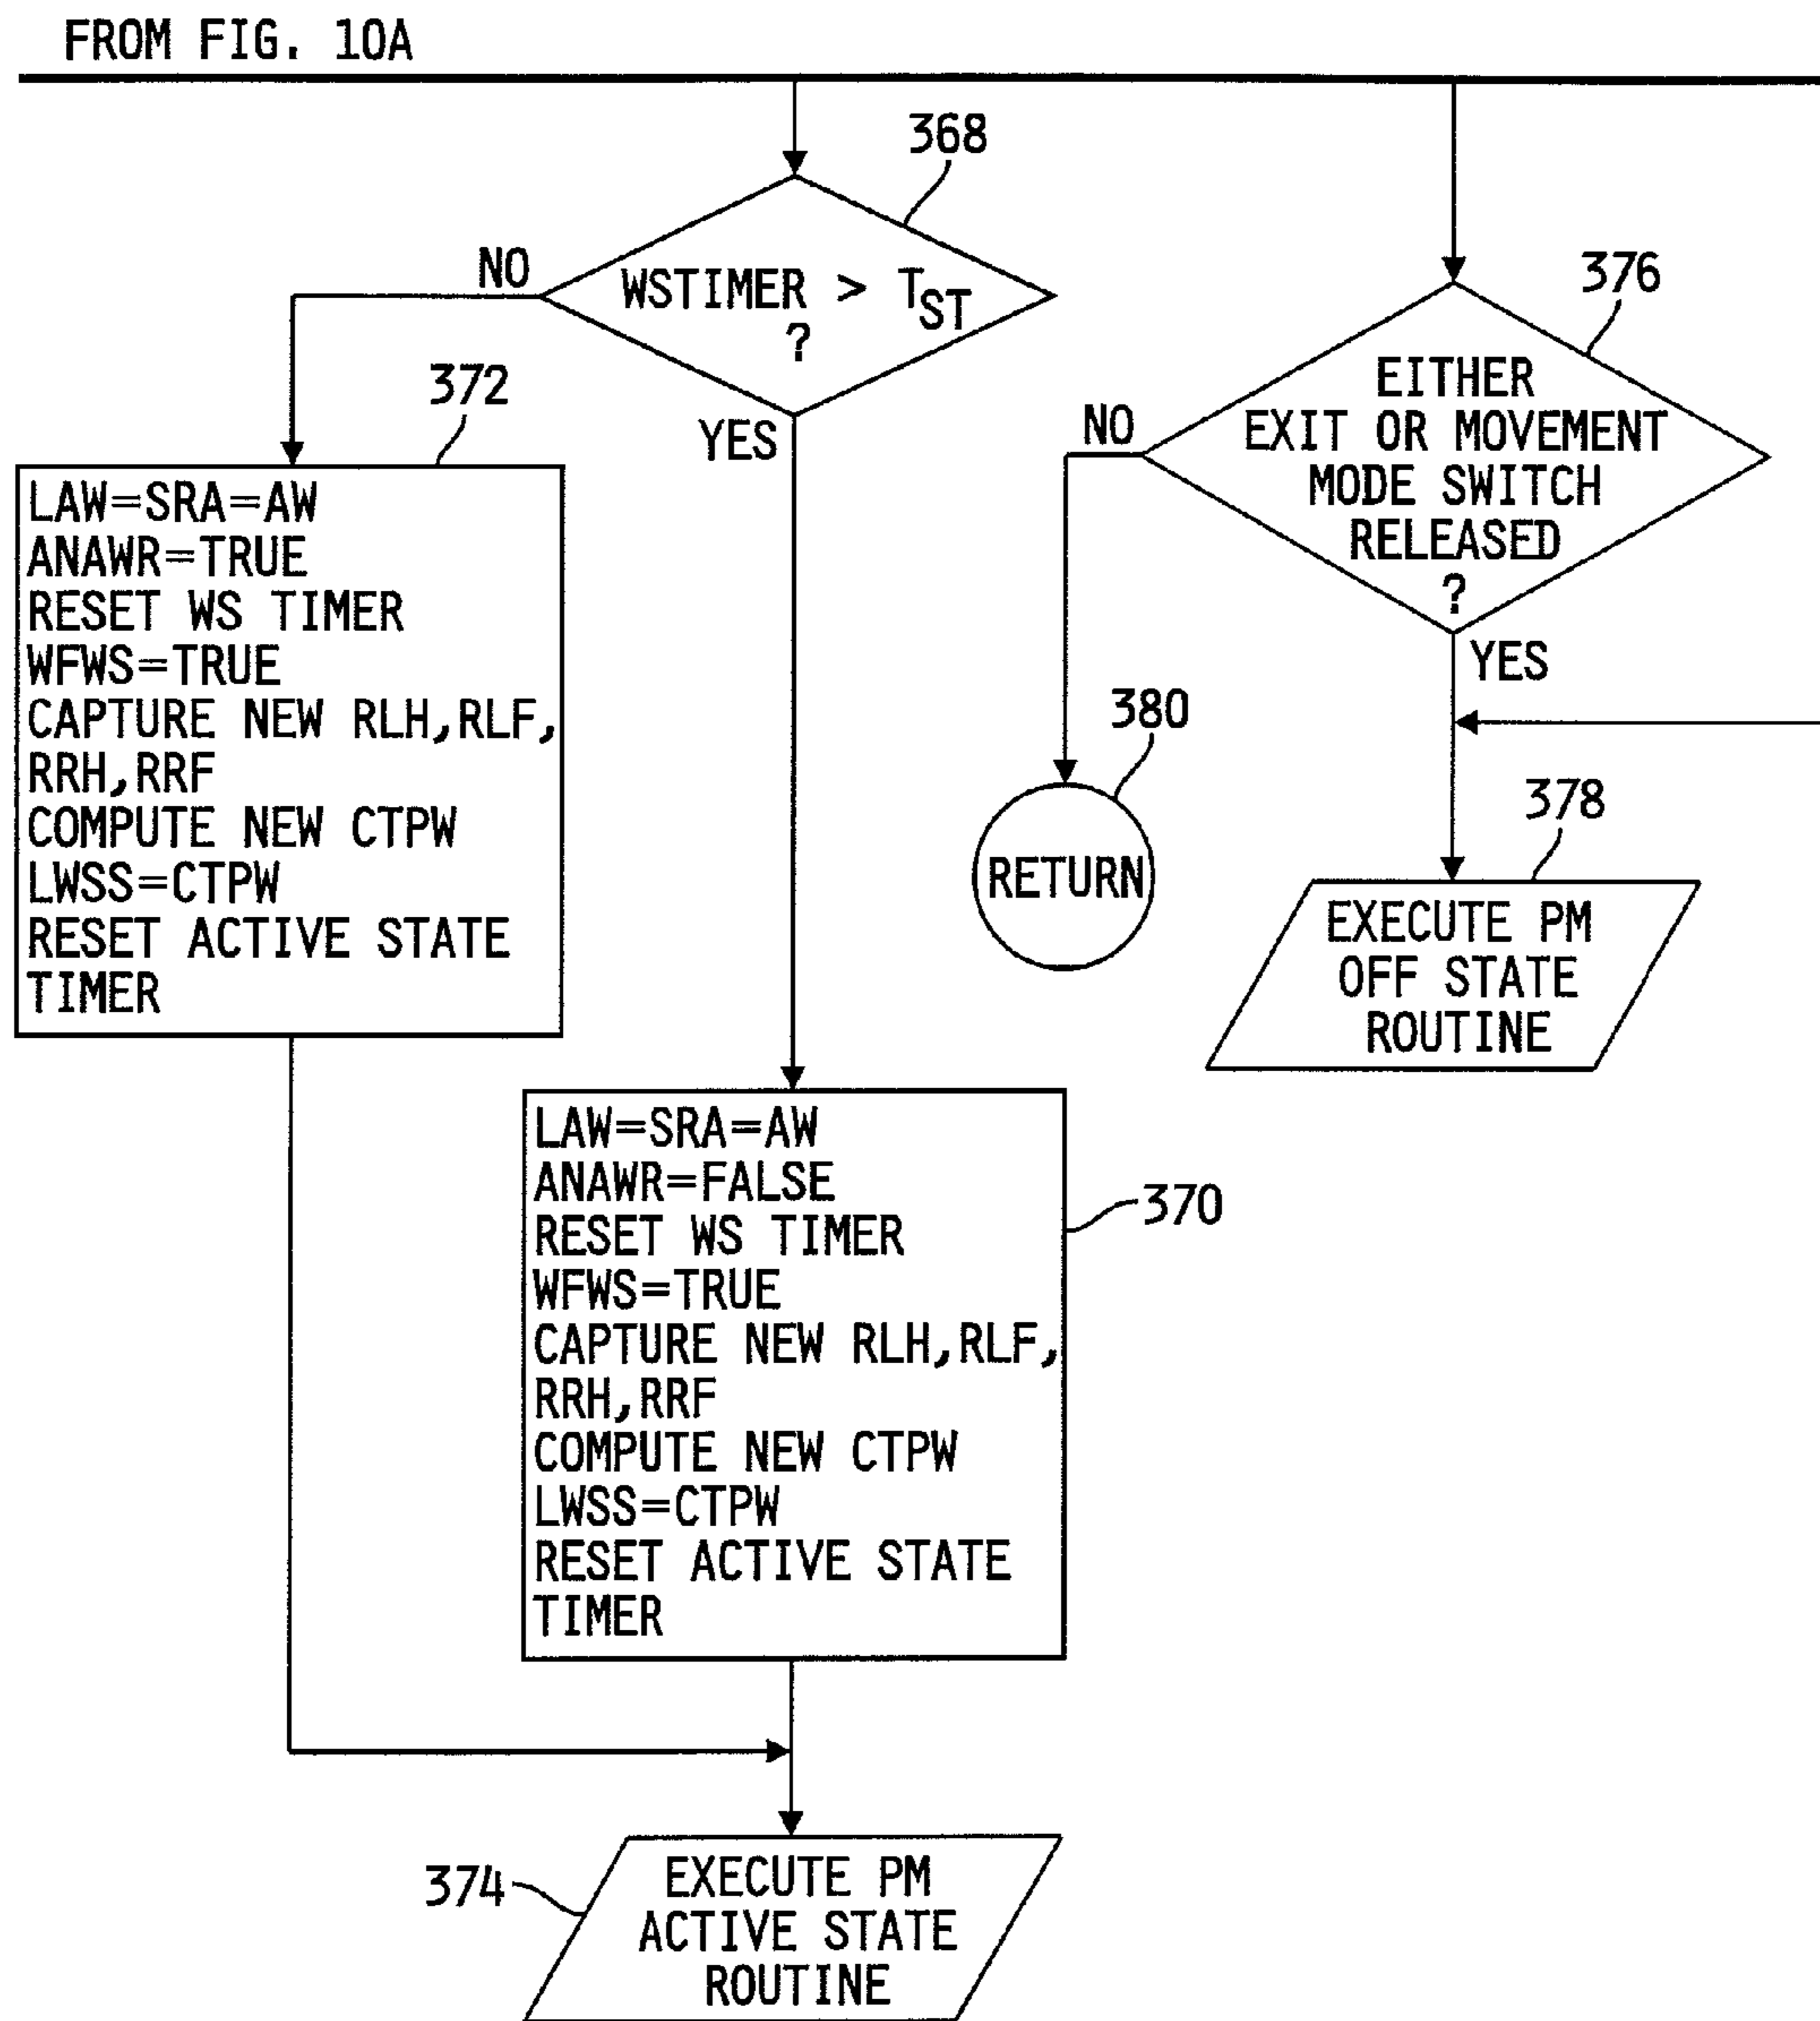 FROM FIG. 10A
368
NO
WSTIMER > TST
?
YES
372
LAW=SRA=AW
ANAWR=TRUE
RESET WS TIMER
WFWS=TRUE
CAPTURE NEW RLH,RLF,
RRH,RRF
COMPUTE NEW CTPW
LWSS=CTPW
RESET ACTIVE STATE
TIMER
376
EITHER
EXIT OR MOVEMENT
MODE SWITCH
RELEASED
?
NO
YES
380
RETURN
378
EXECUTE PM
OFF STATE
ROUTINE
LAW=SRA=AW
ANAWR=FALSE
RESET WS TIMER
WFWS=TRUE
CAPTURE NEW RLH,RLF,
RRH,RRF
COMPUTE NEW CTPW
LWSS=CTPW
RESET ACTIVE STATE
TIMER
370
374
EXECUTE PM
ACTIVE STATE
ROUTINE